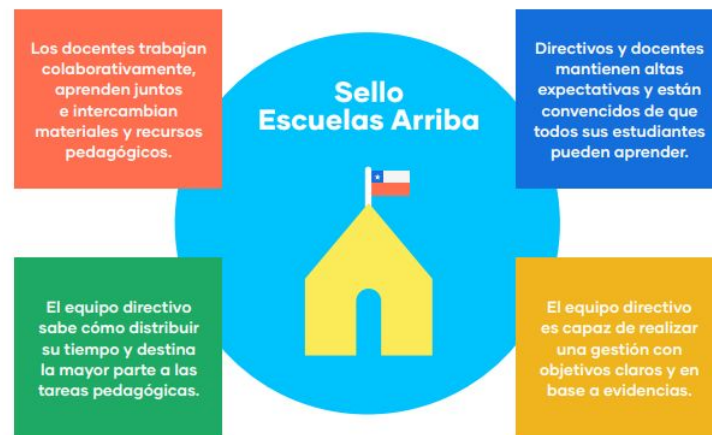 Los docentes trabajan
colaborativamente,
aprenden juntos
e intercambian
materiales y recursos
pedagógicos.
Sello
Escuelas Arriba
Directivos y docentes
mantienen altas
expectativas y están
convencidos de que
todos sus estudiantes
pueden aprender.
El equipo directivo
sabe cómo distribuir
su tiempo y destina
la mayor parte a las
tareas pedagógicas.
El equipo directivo
es capaz de realizar
una gestión con
objetivos claros y en
base a evidencias.